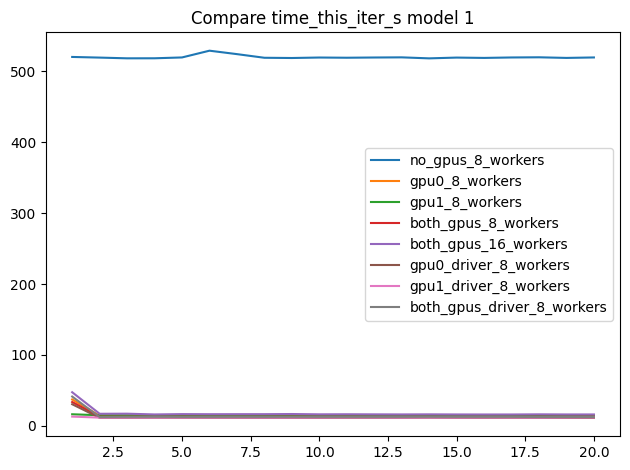 Compare time_this_iter_s model 1
500
400
300
200
100
0
no_gpus_8_workers
gpu0_8_workers
gpu1_8_workers
both_gpus_8_workers
both_gpus_16_workers
gpu0_driver_8_workers
gpu1_driver_8_workers
both_gpus_driver_8_workers
2.5 5.0 7.5 10.0 12.5 15.0 17.5 20.0